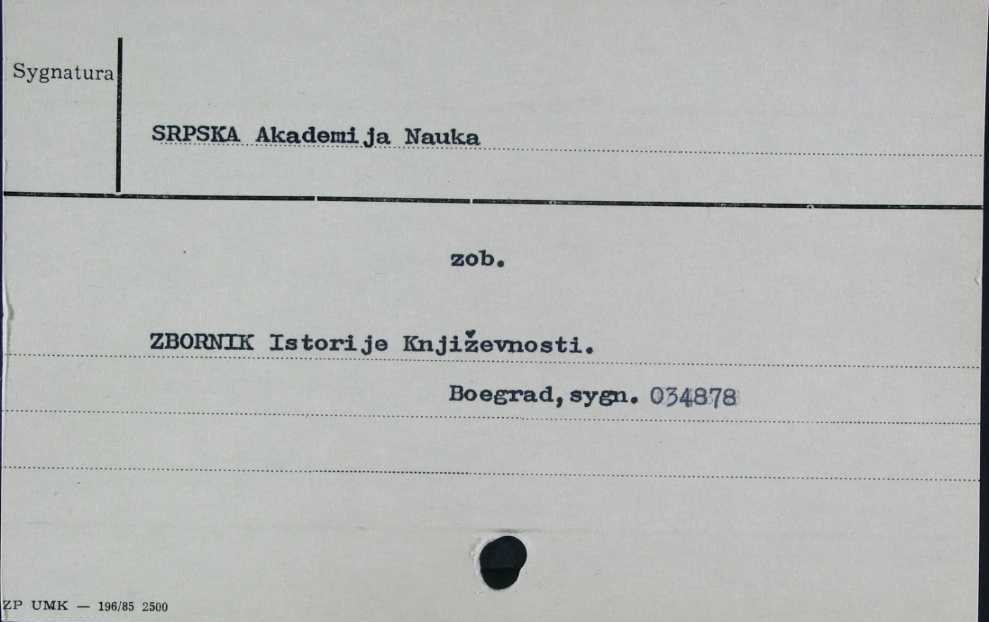 Sygnatura
SRPSKA Akademija Nauka
zob.
ZBORNIK Istorije Književnosti.
Boegrad,sygn. 034878
ZP UMK — 196/85 2500